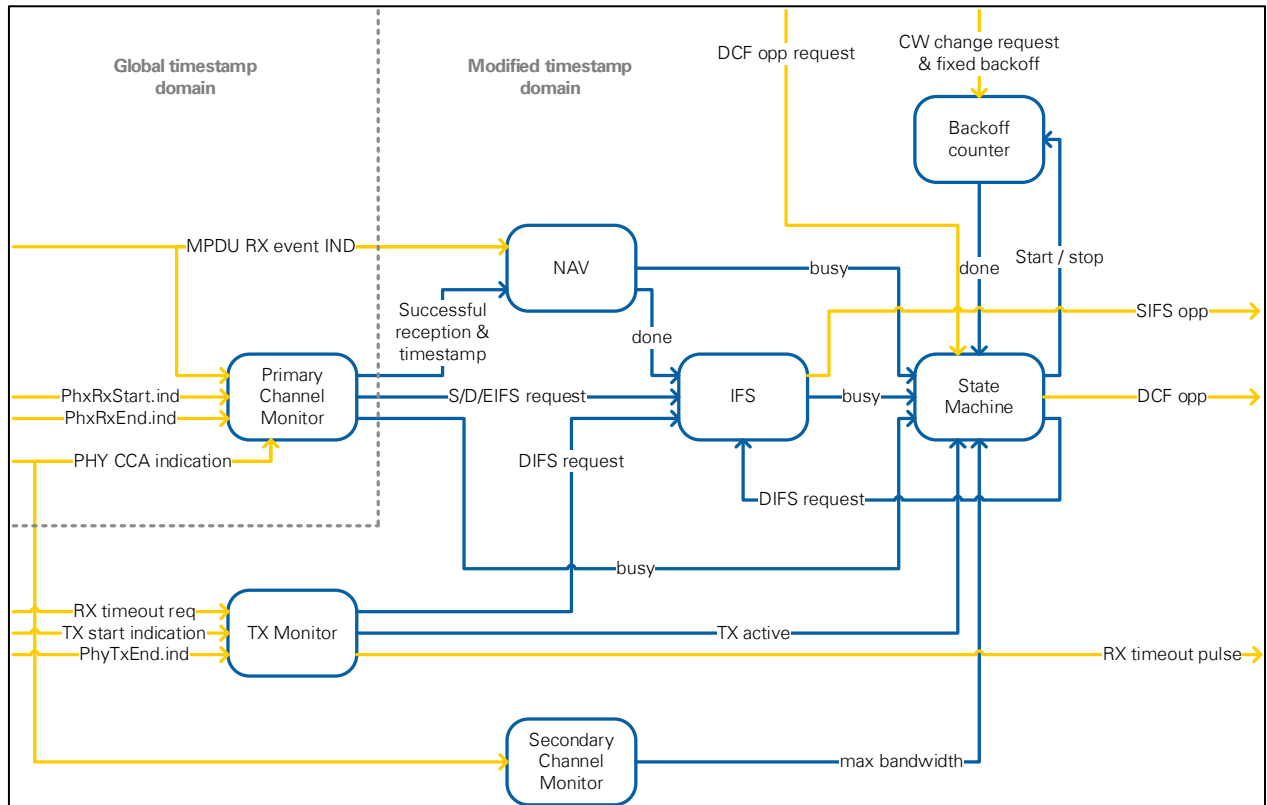 Global timestamp
domain
Modified timestamp
domain
DCF opp request
CW change request
& fixed backoff
Backoff
counter
MPDU RX event IND
NAV
busy
done
Start / stop
Successful
reception &
timestamp
done
SIFS opp
Primary
Channel
Monitor
PhxRxStart.ind
PhxRxEnd.ind
S/D/EIFS request
IFS
busy
State
Machine
DCF opp
PHY CCA indication
DIFS request
DIFS request
busy
RX timeout req
TX start indication
PhyTxEnd.ind
TX Monitor
TX active
RX timeout pulse
Secondary
Channel
Monitor
max bandwidth